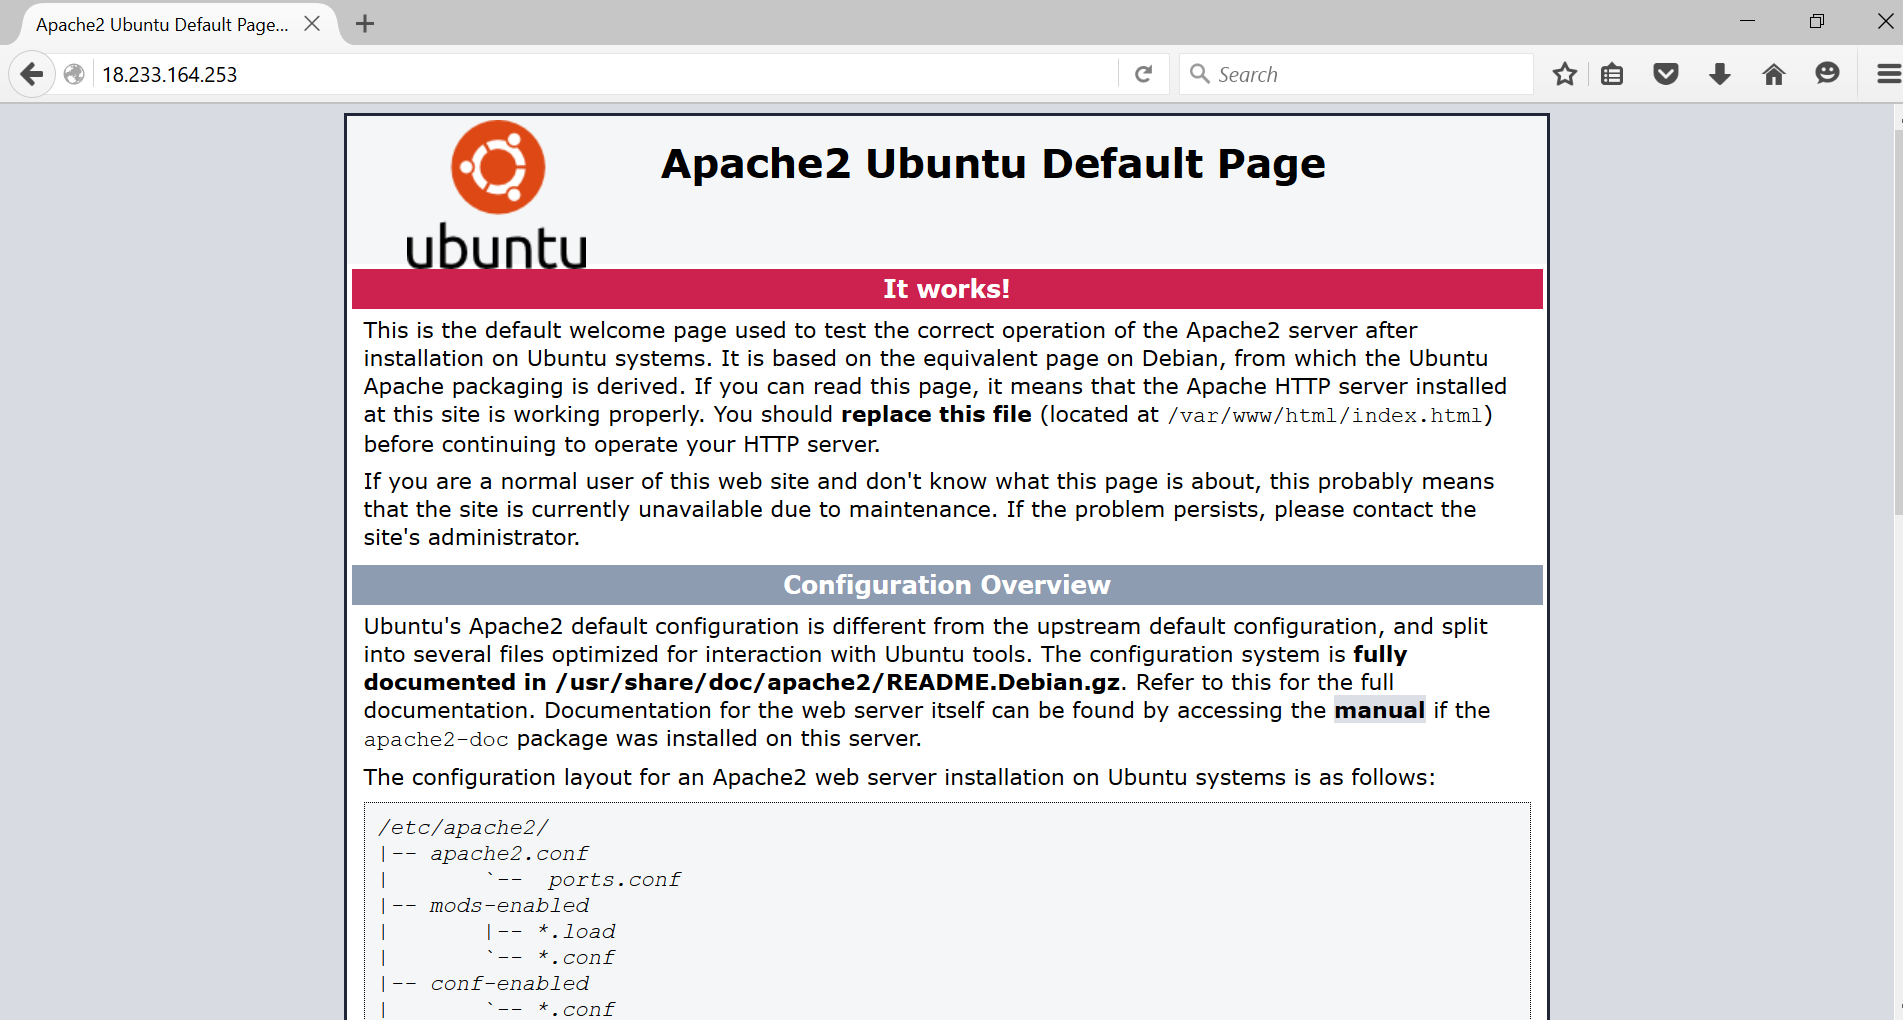 Apache2 Ubuntu Default Page...
18.233.164.253
Search
ubuntu
Apache2 Ubuntu Default Page
It works!
This is the default welcome page used to test the correct operation of the Apache2 server after
installation on Ubuntu systems. It is based on the equivalent page on Debian, from which the Ubuntu
Apache packaging is derived. If you can read this page, it means that the Apache HTTP server installed
at this site is working properly. You should replace this file (located at /var/www/html/index.html)
before continuing to operate your HTTP server.
If you are a normal user of this web site and don't know what this page is about, this probably means
that the site is currently unavailable due to maintenance. If the problem persists, please contact the
site's administrator.
Configuration Overview
Ubuntu's Apache2 default configuration is different from the upstream default configuration, and split
into several files optimized for interaction with Ubuntu tools. The configuration system is fully
documented in /usr/share/doc/apache2/README.Debian.gz. Refer to this for the full
documentation. Documentation for the web server itself can be found by accessing the manual if the
apache2-doc package was installed on this server.
The configuration layout for an Apache2 web server installation on Ubuntu systems is as follows:
/etc/apache2/
|-- apache2.conf
|       `--  ports.conf
|-- mods-enabled
|       |-- *.load
|       `-- *.conf
|-- conf-enabled
|       `-- *.conf